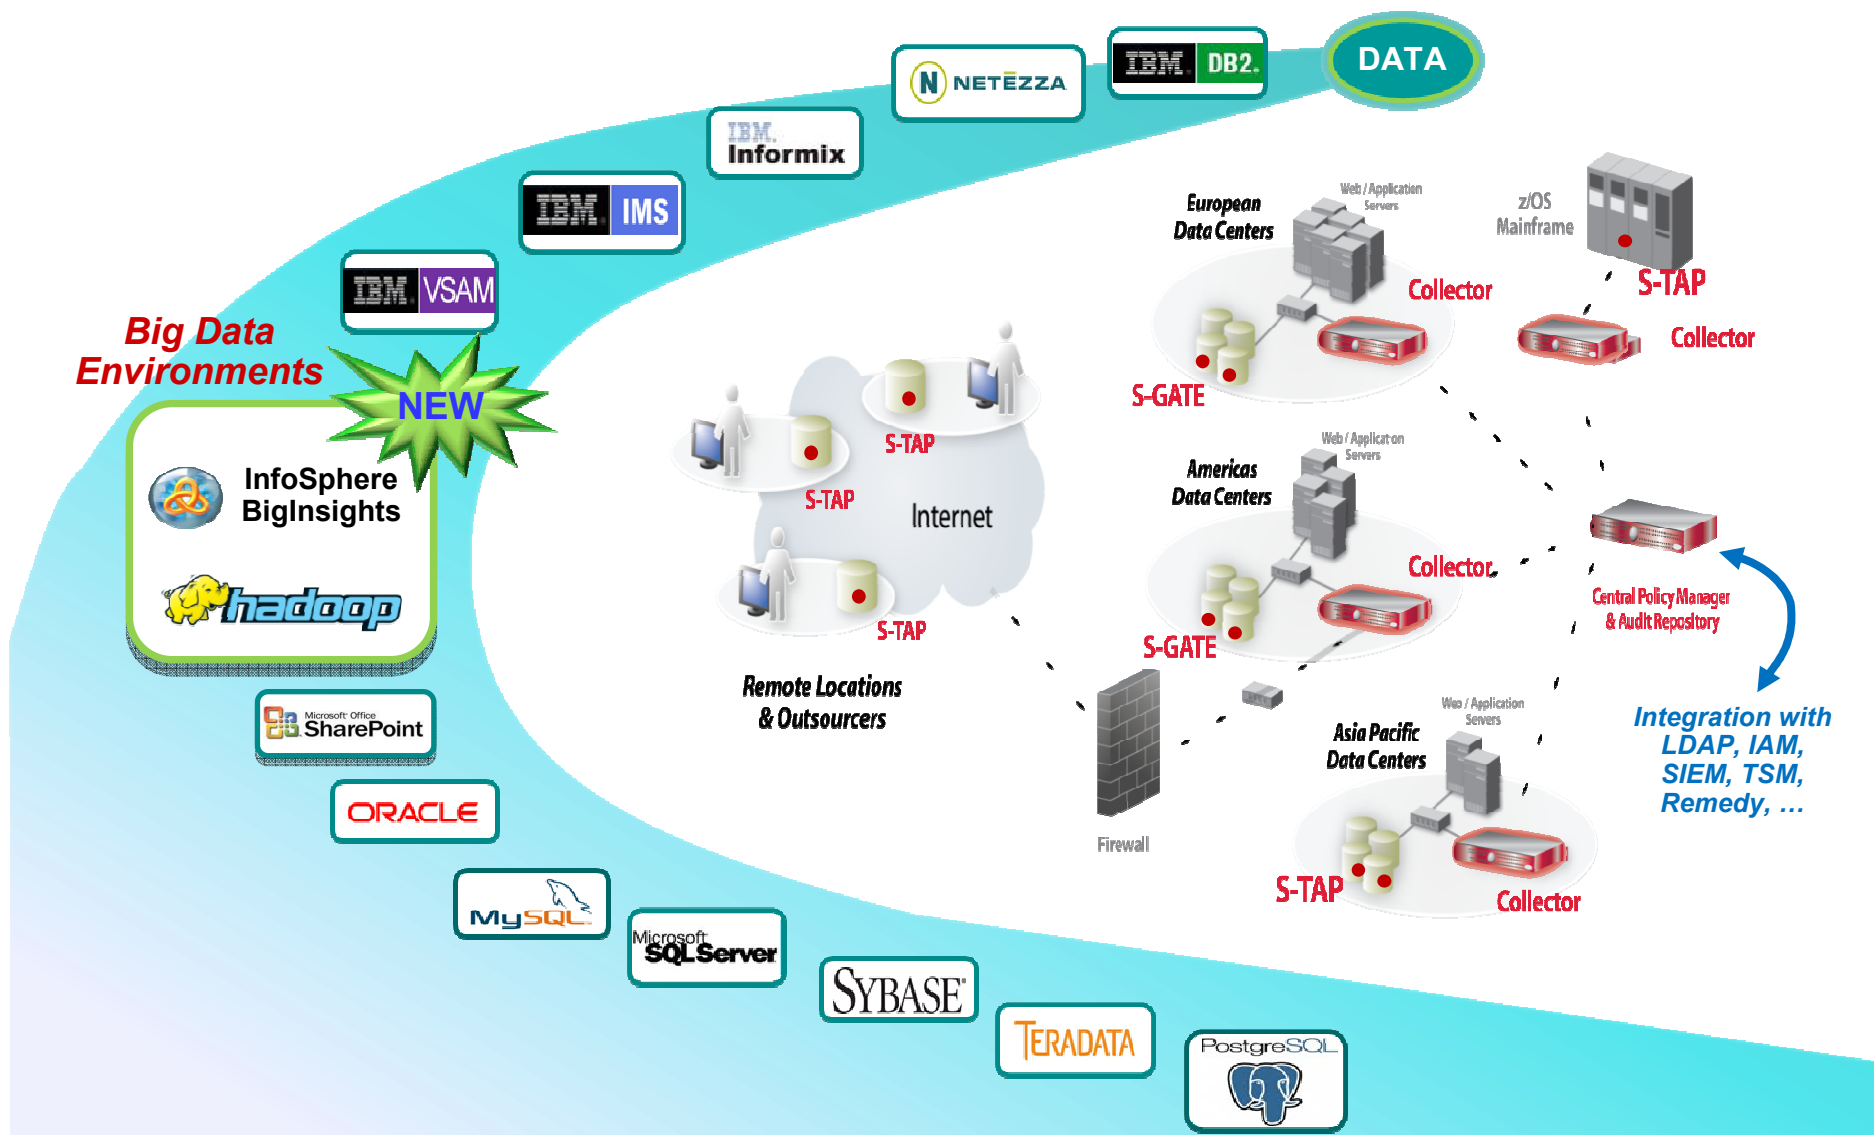 DATA
IBM. DB2.
N NETEZZA
IBM.
Informix
IBM. IMS
IBM. VSAM
Big Data
Environments
NEW
InfoSphere
BigInsights
hadoop
Microsoft Office
SharePoint
ORACLE
MySQL
Microsoft
SQL Server
SYBASE
TERADATA
PostgreSQL
S-TAP
S-TAP
Internet
S-TAP
Remote Locations
& Outsourcers
Firewall
European
Data Centers
Web / Application
Servers
Collector
S-GATE
z/OS
Mainframe
S-TAP
Collector
Americas
Data Centers
Web / Application
Servers
Collector
S-GATE
Central Policy Manager
& Audit Repository
Asia Pacific
Data Centers
Web / Application
Servers
S-TAP
Collector
Integration with
LDAP, IAM,
SIEM, TSM,
Remedy, …